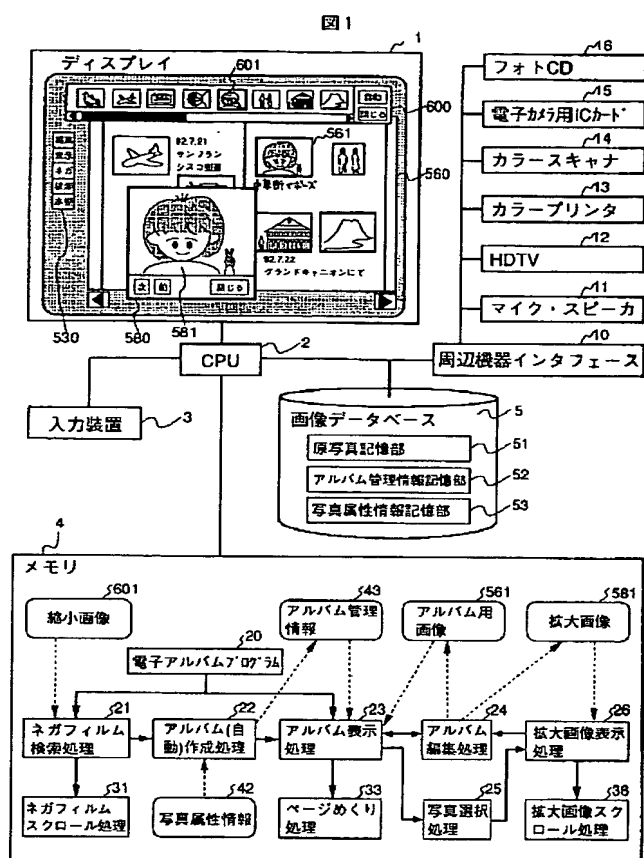 図1
1
ディスプレイ
601
自動
閉じる
600
92.7.21
サンフラン
シスコ空港
561
560
92.7.22
グランドキャニオンにて
次
前
閉じる
530
580
581
16
フォトCD
15
電子カメラ用ICカード
14
カラースキャナ
13
カラープリンタ
12
HDTV
11
マイク・スピーカ
10
周辺機器インタフェース
2
CPU
3
入力装置
5
画像データベース
原写真記憶部
51
アルバム管理情報記憶部
52
写真属性情報記憶部
53
4
メモリ
601
縮小画像
43
アルバム管理
情報
561
アルバム用
画像
581
拡大画像
20
電子アルバムプログラム
21
ネガフィルム
検索処理
22
アルバム(自
動)作成処理
23
アルバム表示
処理
24
アルバム
編集処理
26
拡大画像表示
処理
31
ネガフィルム
スクロール処理
42
写真属性情報
33
ページめくり
処理
25
写真選択
処理
36
拡大画像スク
ロール処理